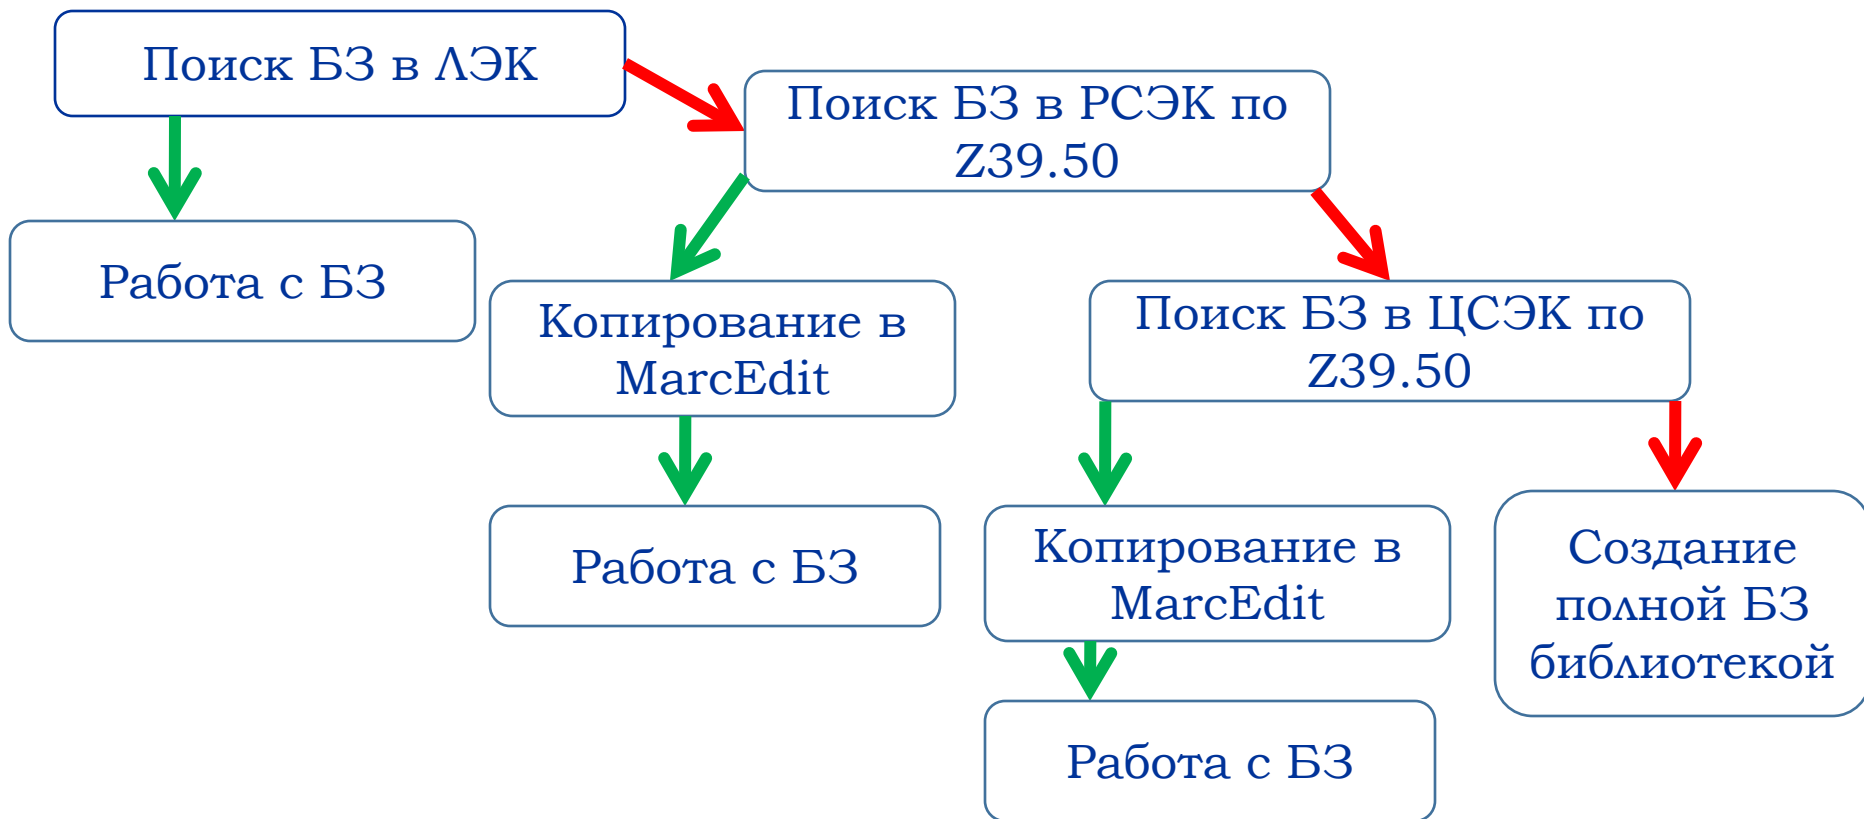 Поиск БЗ в ЛЭК
Поиск БЗ в РСЭК по
Z39.50
Работа с БЗ
Копирование в
MarcEdit
Поиск БЗ в ЦСЭК по
Z39.50
Работа с БЗ
Копирование в
MarcEdit
Создание
полной БЗ
библиотекой
Работа с БЗ